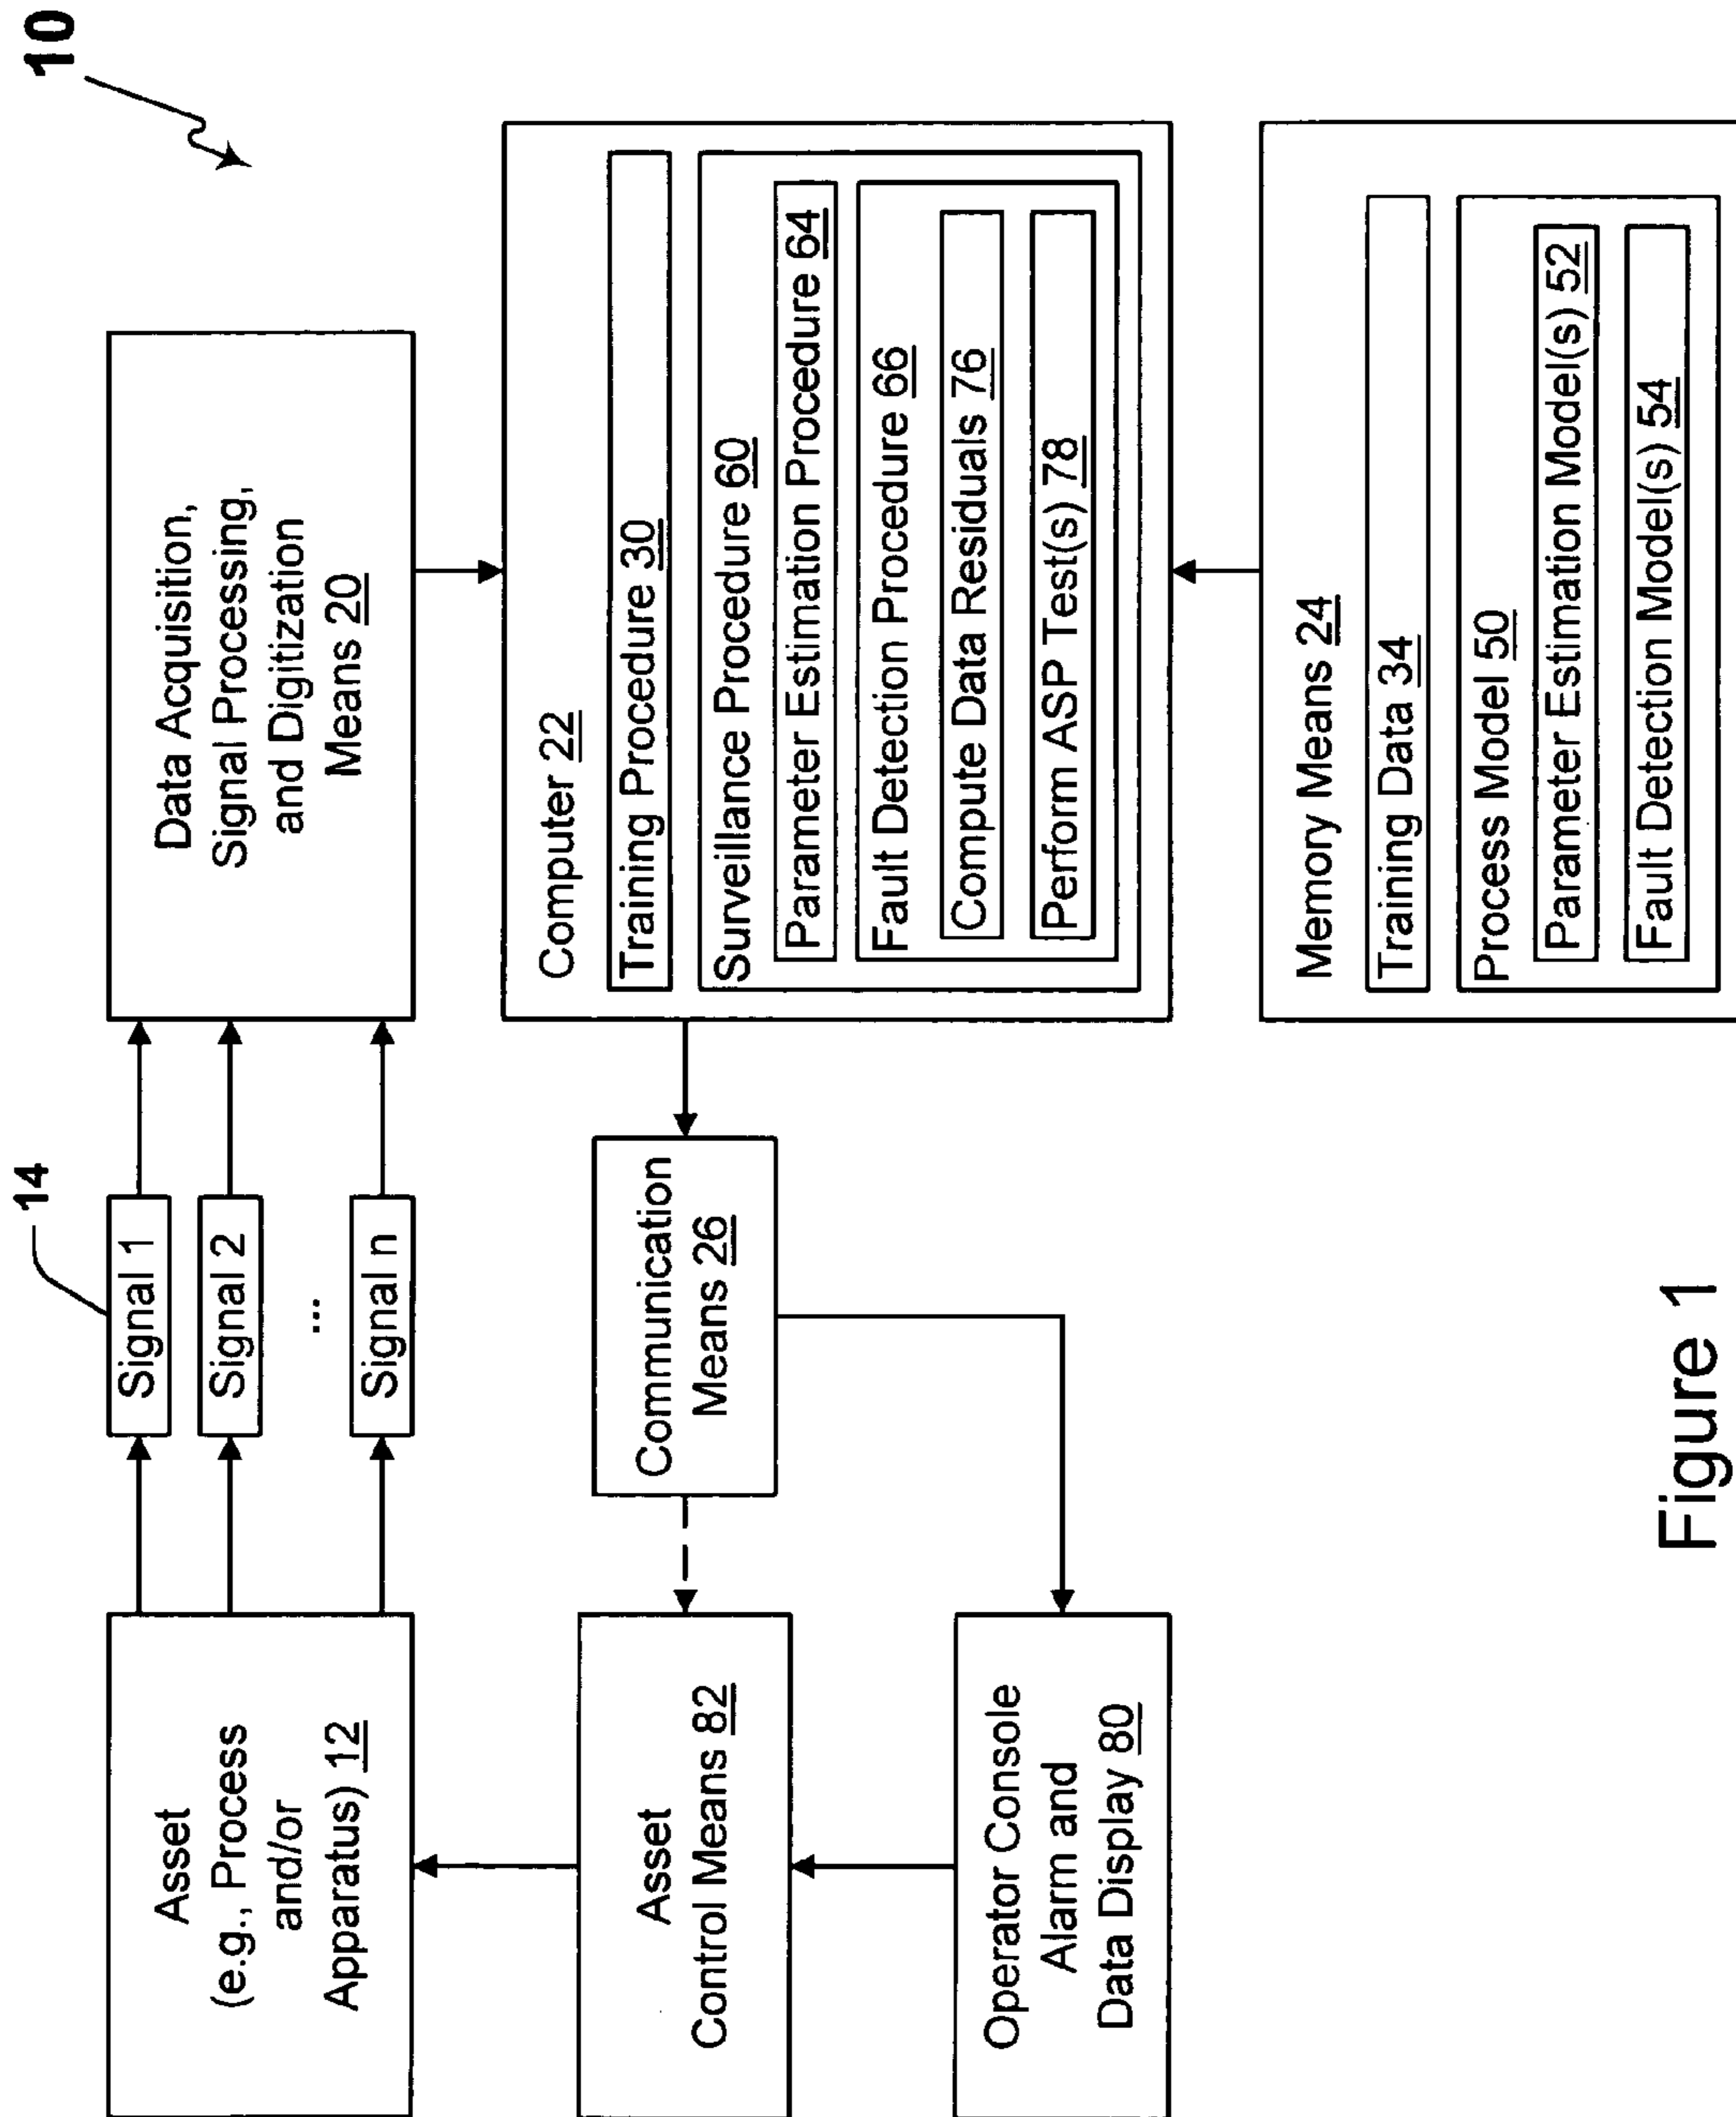 10
14
Asset
(e.g., Process
and/or
Apparatus) 12
Signal 1
Signal 2
...
Signal n
Data Acquisition,
Signal Processing,
and Digitization
Means 20
Asset
Control Means 82
Communication
Means 26
Computer 22
Training Procedure 30
Surveillance Procedure 60
Parameter Estimation Procedure 64
Fault Detection Procedure 66
Compute Data Residuals 76
Perform ASP Test(s) 78
Operator Console
Alarm and
Data Display 80
Memory Means 24
Training Data 34
Process Model 50
Parameter Estimation Model(s) 52
Fault Detection Model(s) 54
Figure 1